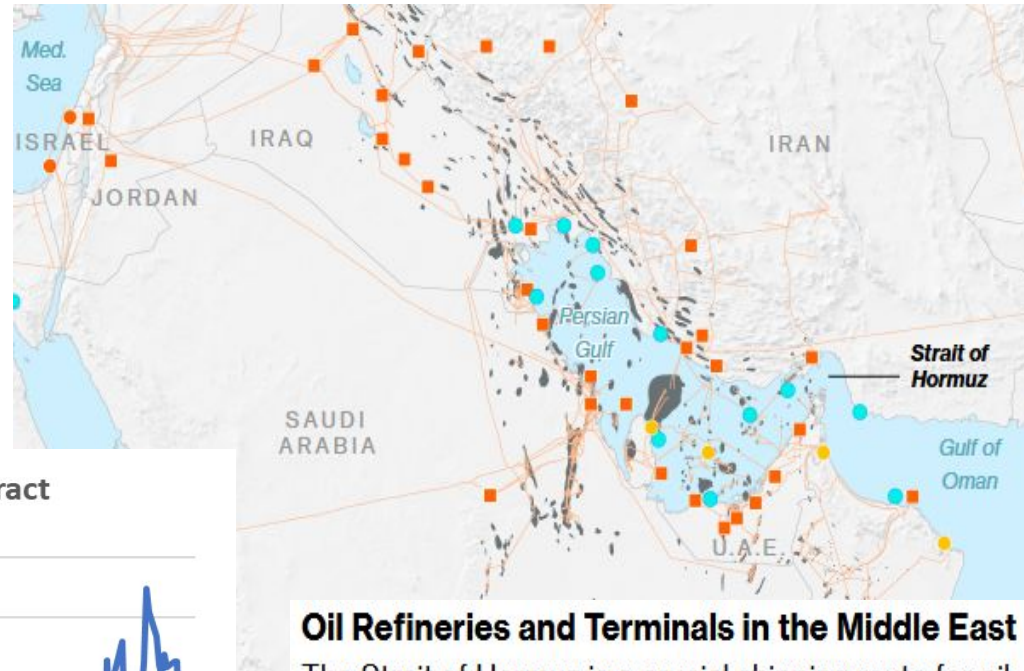 Med.
Sea
ISRAEL
JORDAN
IRAQ
IRAN
Persian
Gulf
Strait of
Hormuz
SAUDI
ARABIA
Gulf of
Oman
U.A.E.
ract
Oil Refineries and Terminals in the Middle East